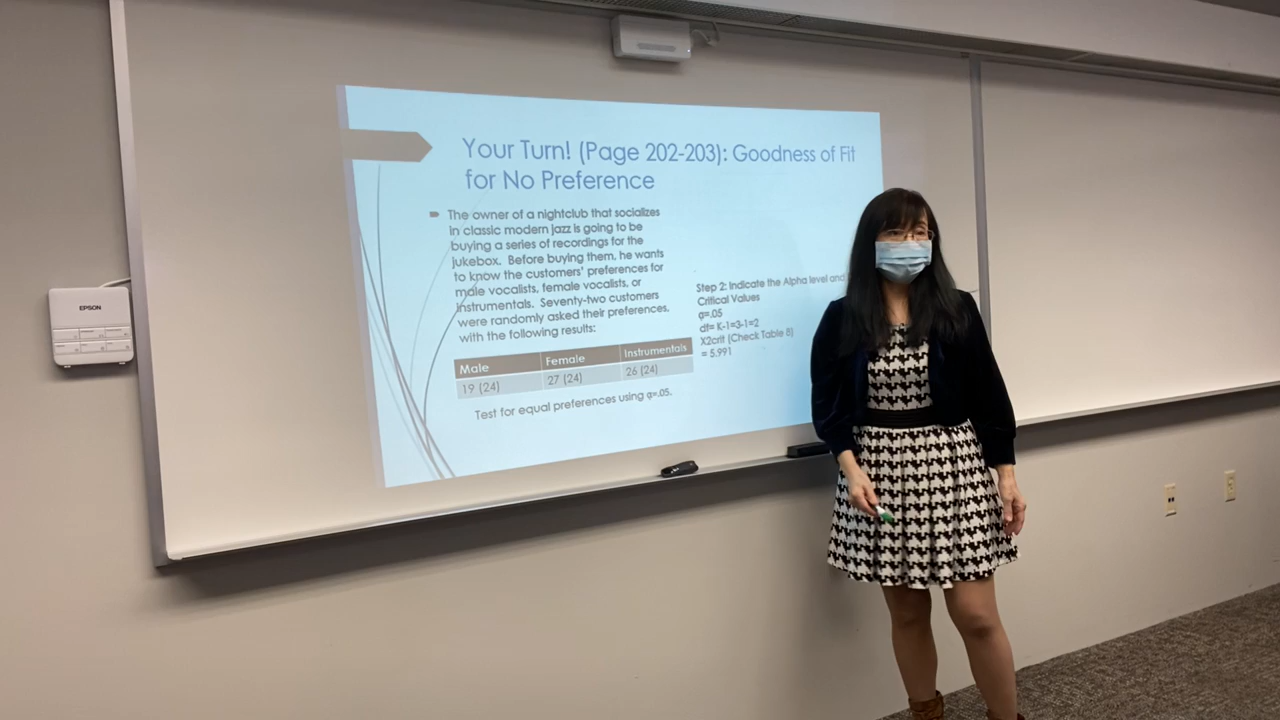 EPSON
Your Turn! (Page 202-203): Goodness of Fit
for No Preference
The owner of a nightclub that socializes
in classic modern jazz is going to be
buying a series of recordings for the
jukebox. Before buying them, he wants
to know the customers' preferences for
male vocalists, female vocalists, or
instrumentals. Seventy-two customers
were randomly asked their preferences,
with the following results:
Male Female Instrumentals
19 (24) 27 (24) 26 (24)
Test for equal preferences using α=.05.
Step 2: Indicate the Alpha level and
Critical Values
α=.05
df= K-1=3-1=2
X2crit (Check Table 8)
= 5.991